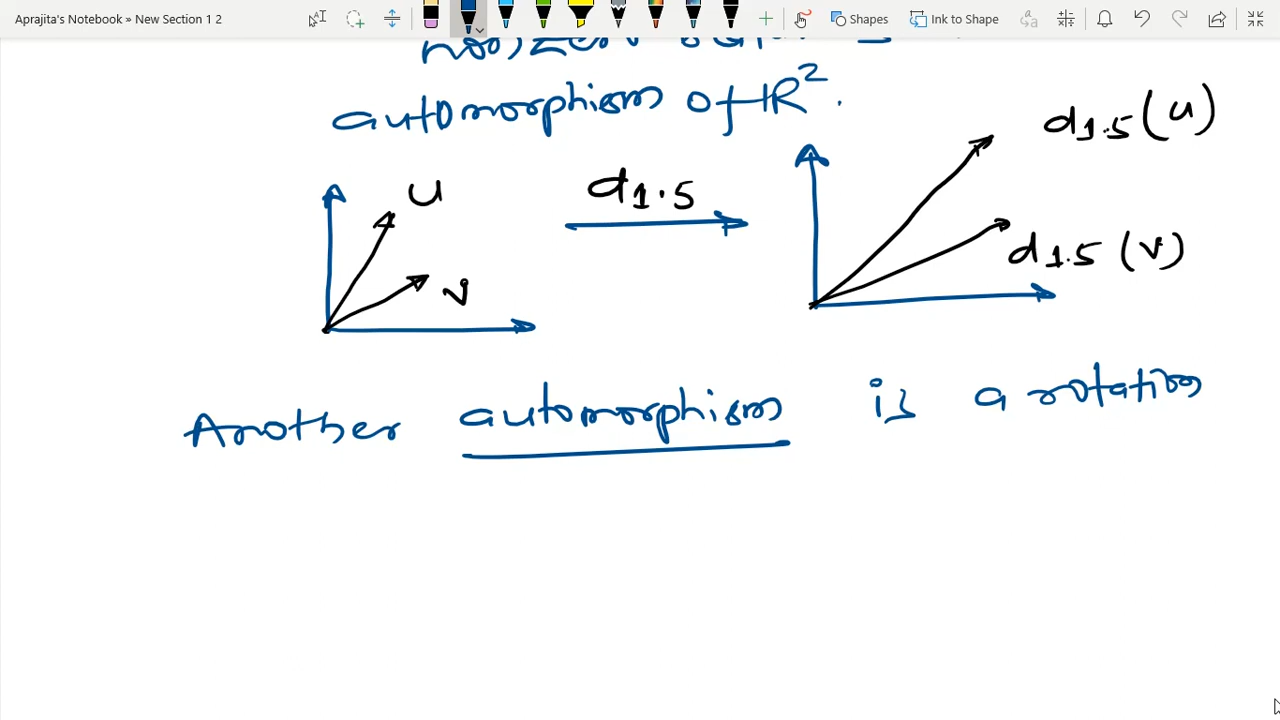 Aprajita's Notebook » New Section 1 2
Shapes
Ink to Shape
automorphism of ℝ².
u
v
d₁.₅
d₁.₅(u)
d₁.₅(v)
Another automorphism is a rotation